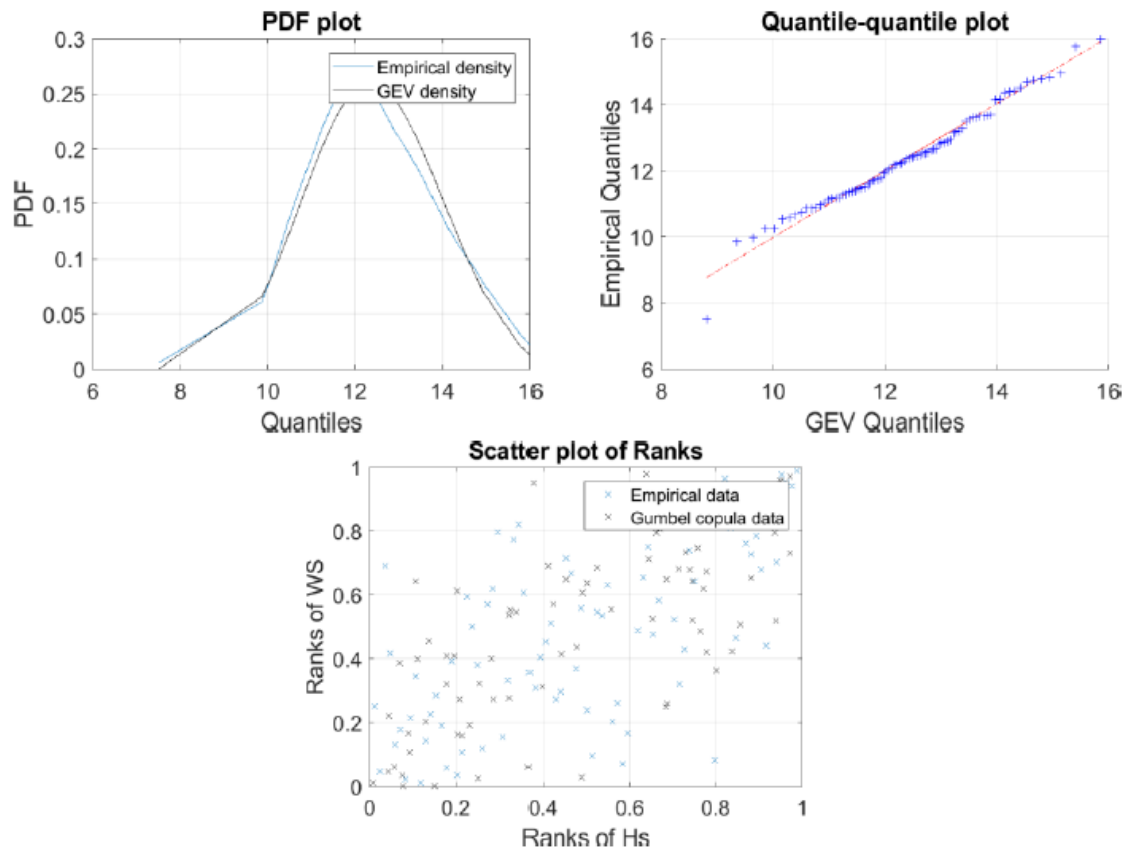 PDF plot
0.3
0.25
0.2
0.15
0.1
0.05
0
6
8
10
12
14
16
PDF
Quantiles
Empirical density
GEV density
Quantile-quantile plot
16
14
12
10
8
6
8
10
12
14
16
Empirical Quantiles
GEV Quantiles
Scatter plot of Ranks
1
0.8
0.6
0.4
0.2
0
0
0.2
0.4
0.6
0.8
1
Ranks of WS
Ranks of Hs
Empirical data
Gumbel copula data